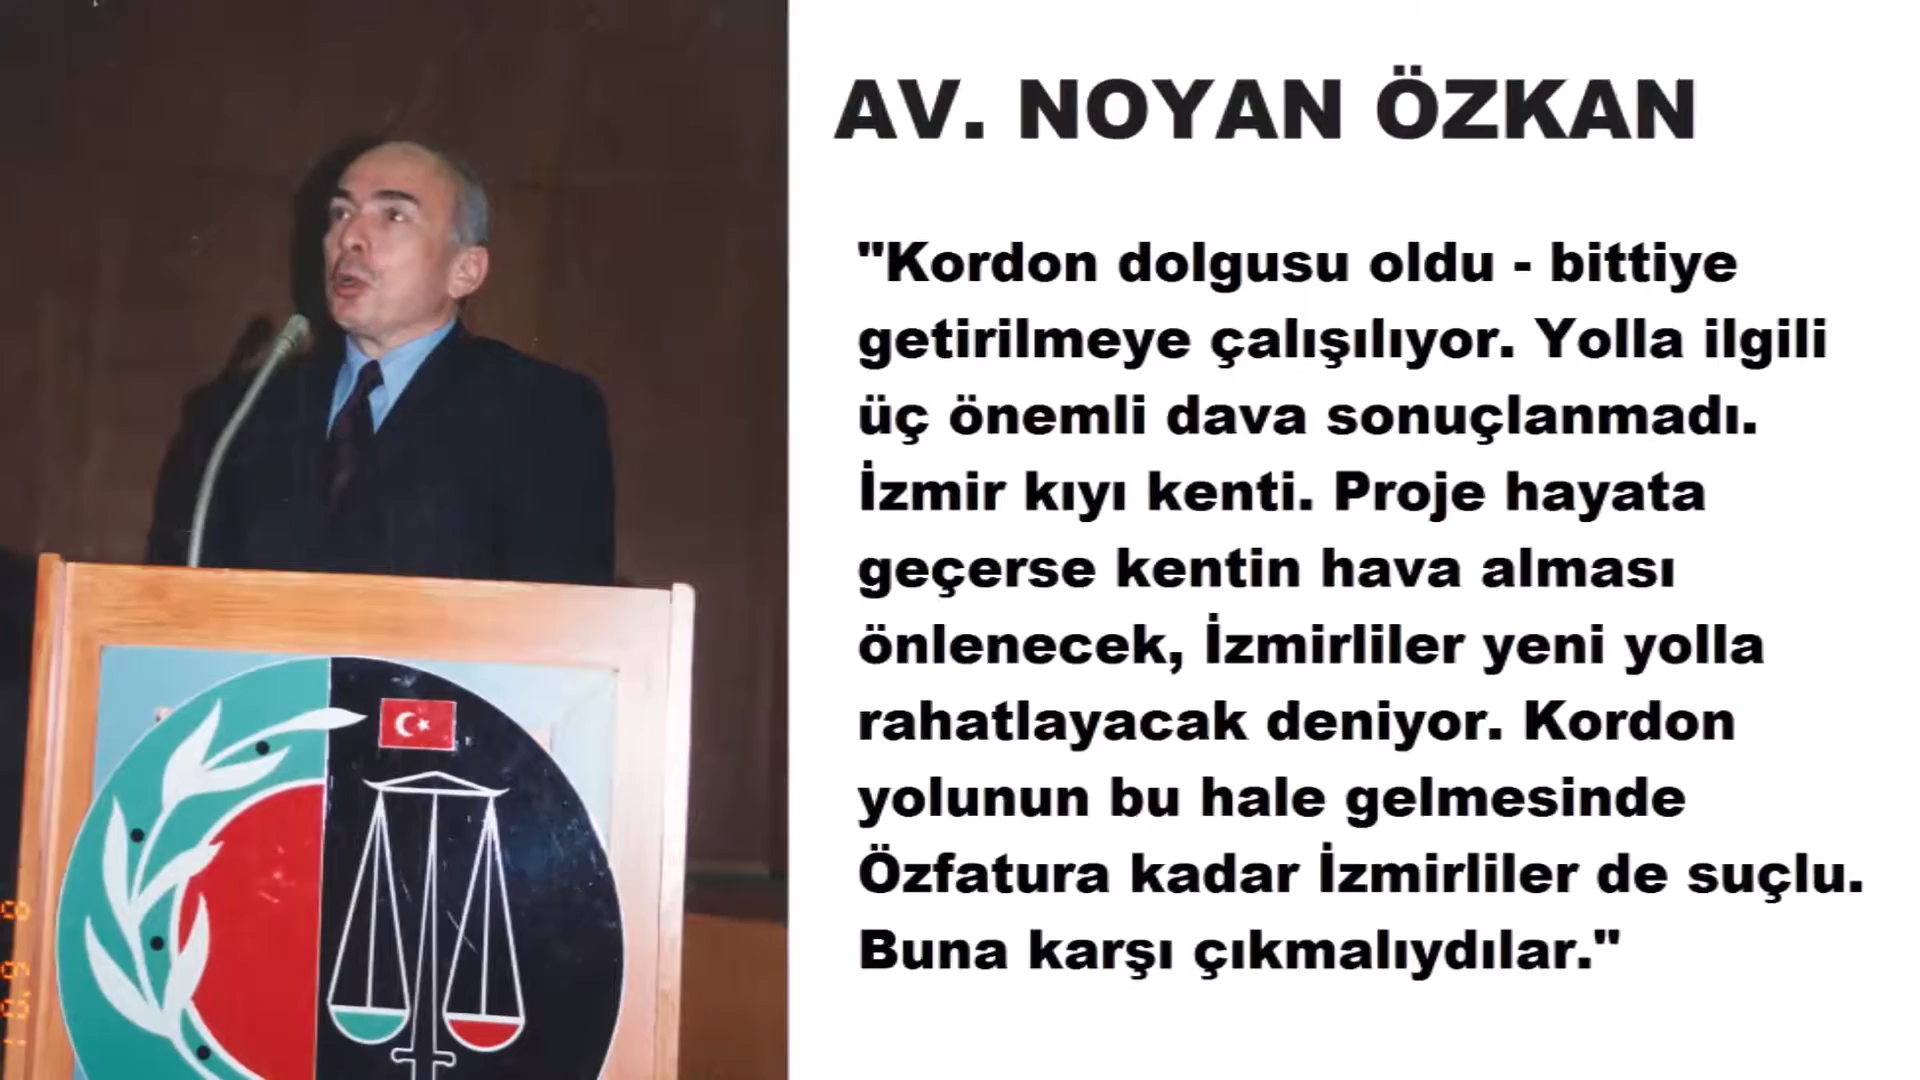 AV. NOYAN ÖZKAN
"Kordon dolgusu oldu - bittiye
getirilmeye çalışılıyor. Yolla ilgili
üç önemli dava sonuçlanmadı.
İzmir kıyı kenti. Proje hayata
geçerse kentin hava alması
önlenecek, İzmirliler yeni yolla
rahatlayacak deniyor. Kordon
yolunun bu hale gelmesinde
Özfatura kadar İzmirliler de suçlu.
Buna karşı çıkmalıydılar."